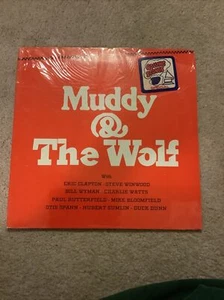 Muddy
&
The Wolf
With
ERIC CLAPTON · STEVE WINWOOD
BILL WYMAN · CHARLIE WATTS
PAUL BUTTERFIELD · MIKE BLOOMFIELD
OTIS SPANN · HUBERT SUMLIN · DUCK DUNN